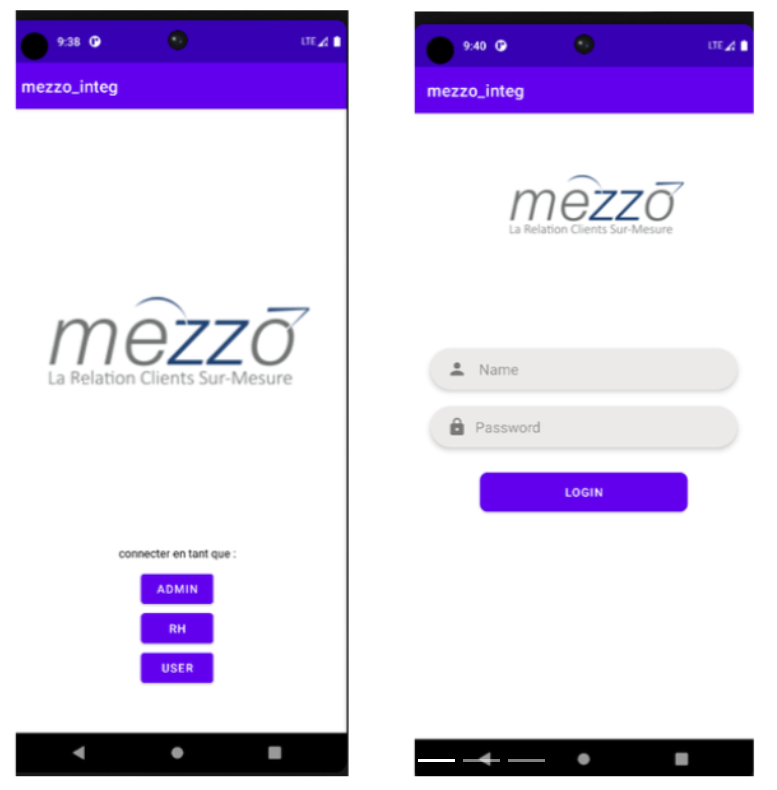 9:38
LTE
mezzo_integ
mezzo
La Relation Clients Sur-Mesure
connecter en tant que :
ADMIN
RH
USER
9:40
LTE
mezzo_integ
mezzo
La Relation Clients Sur-Mesure
Name
Password
LOGIN